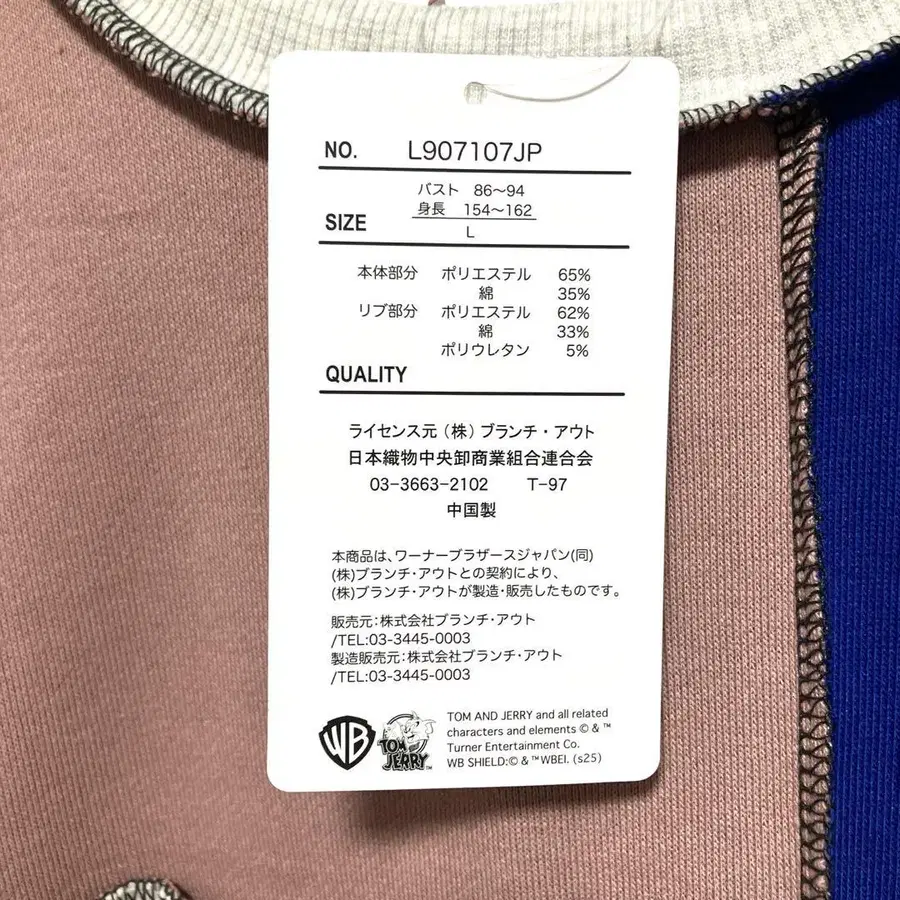 NO. L907107JP
バスト 86〜94
身長 154〜162
SIZE
L
本体部分 ポリエステル 65%
綿 35%
リブ部分 ポリエステル 62%
綿 33%
ポリウレタン 5%
QUALITY
ライセンス元（株）ブランチ・アウト
日本織物中央卸商業組合連合会
03-3663-2102 T-97
中国製
本商品は、ワーナーブラザースジャパン(同)
(株)ブランチ・アウトとの契約により、
(株)ブランチ・アウトが製造・販売したものです。
販売元：株式会社ブランチ・アウト
/TEL:03-3445-0003
製造販売元：株式会社ブランチ・アウト
/TEL:03-3445-0003
WB
TOM AND JERRY
TOM AND JERRY and all related
characters and elements © & ™
Turner Entertainment Co.
WB SHIELD:© & ™WBEI. (s25)